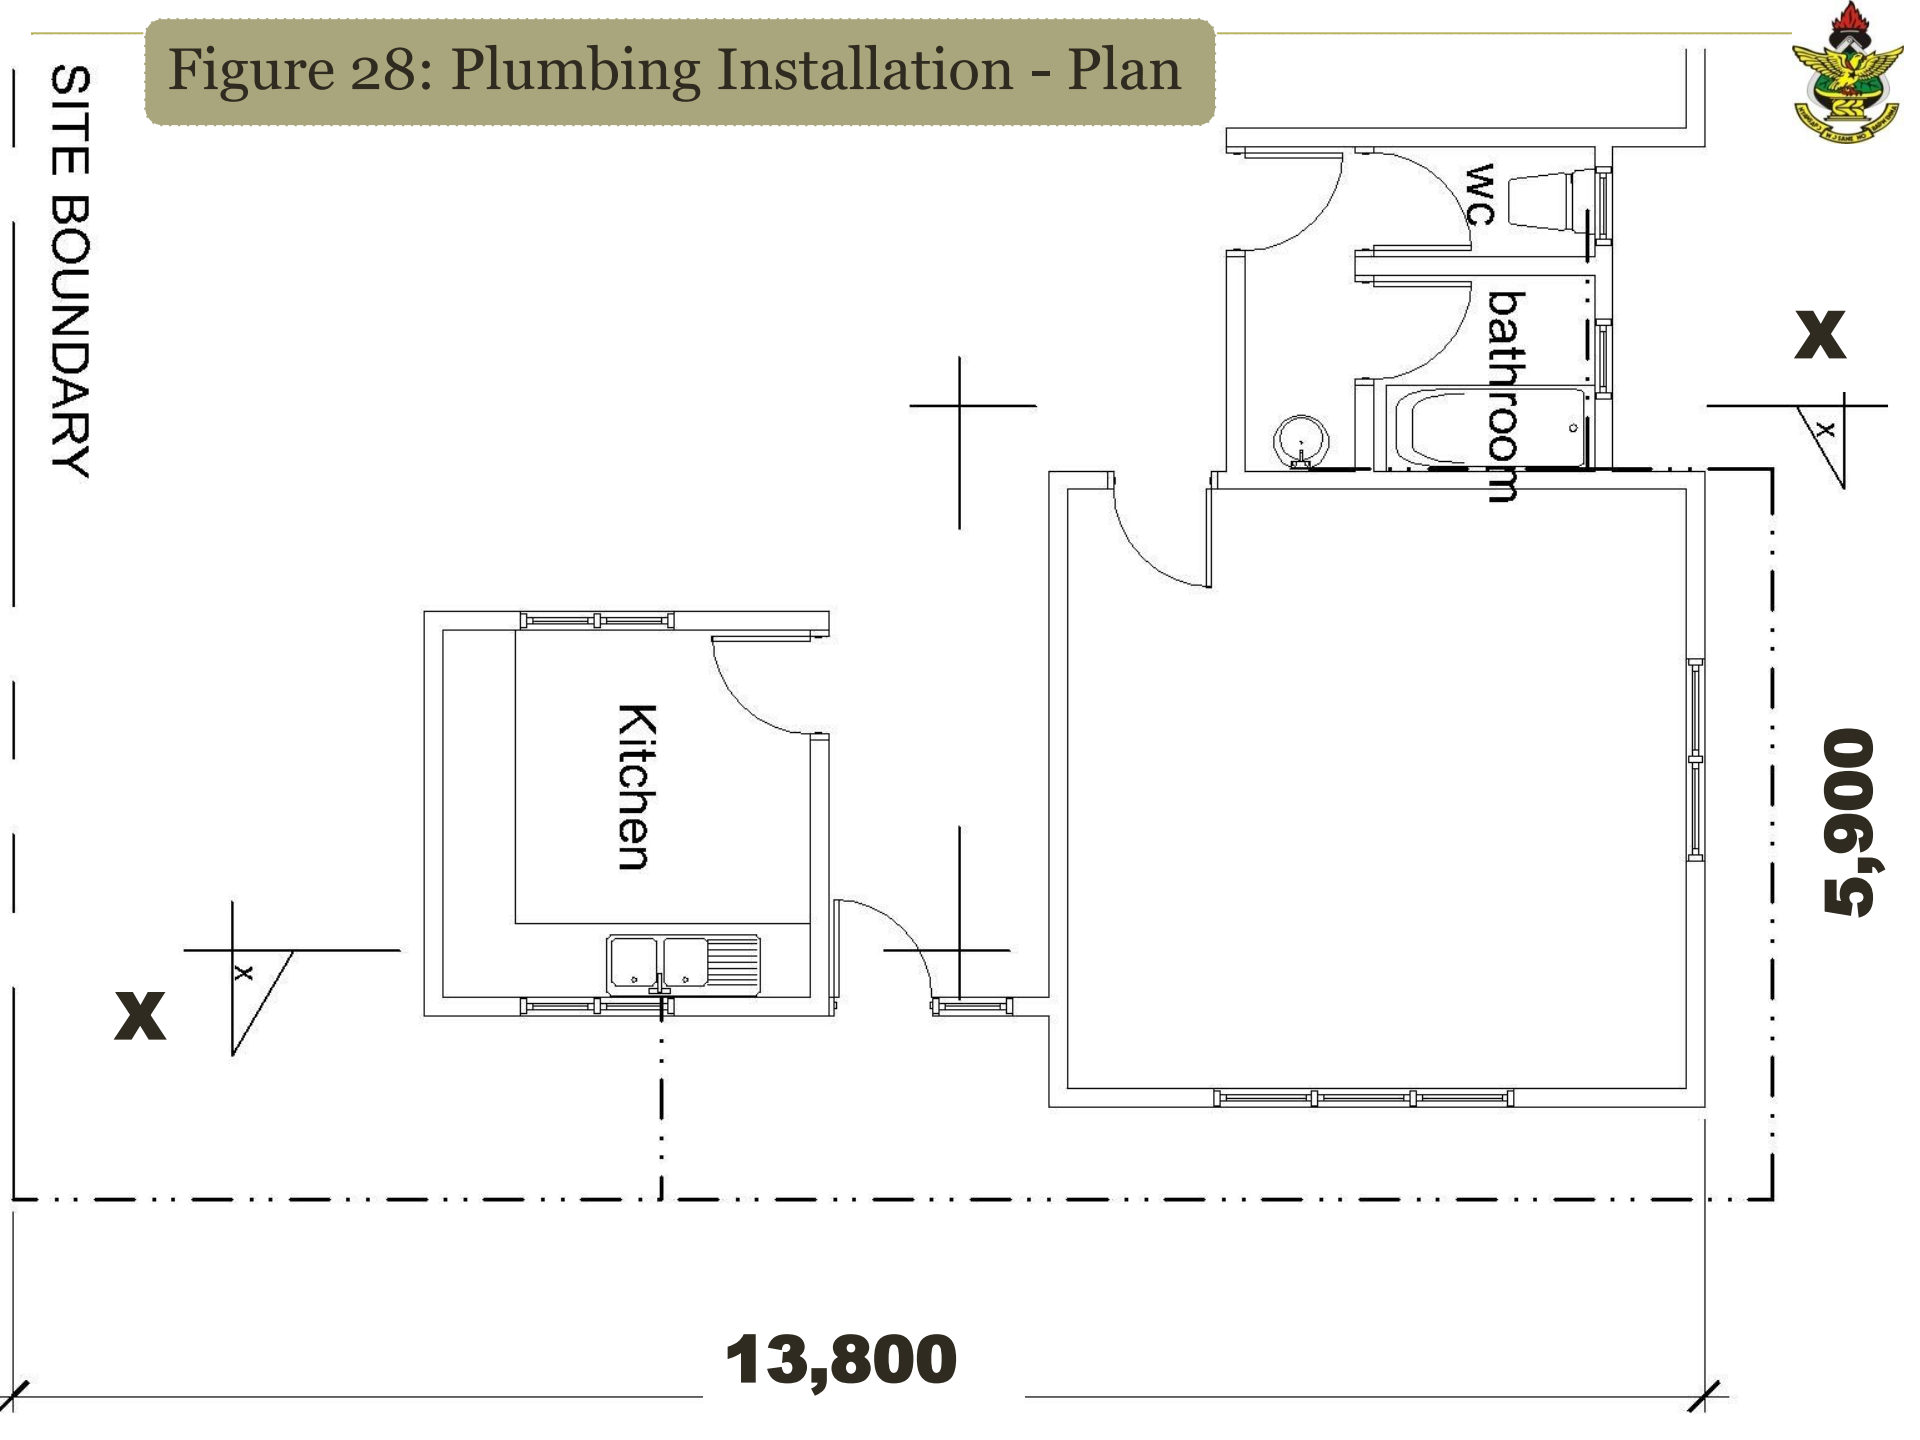 Figure 28: Plumbing Installation - Plan
SITE BOUNDARY
wc
bathroom
X
x
Kitchen
5,900
x
X
13,800